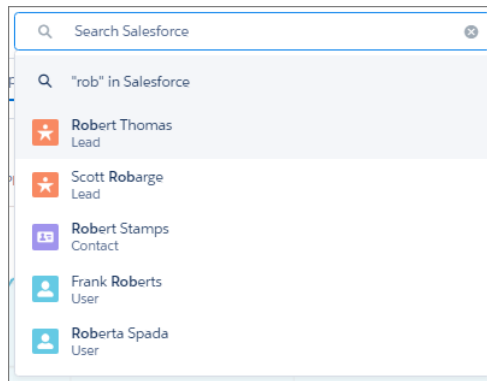 Search Salesforce
"rob" in Salesforce
Robert Thomas
Lead
Scott Robarge
Lead
Robert Stamps
Contact
Frank Roberts
User
Roberta Spada
User